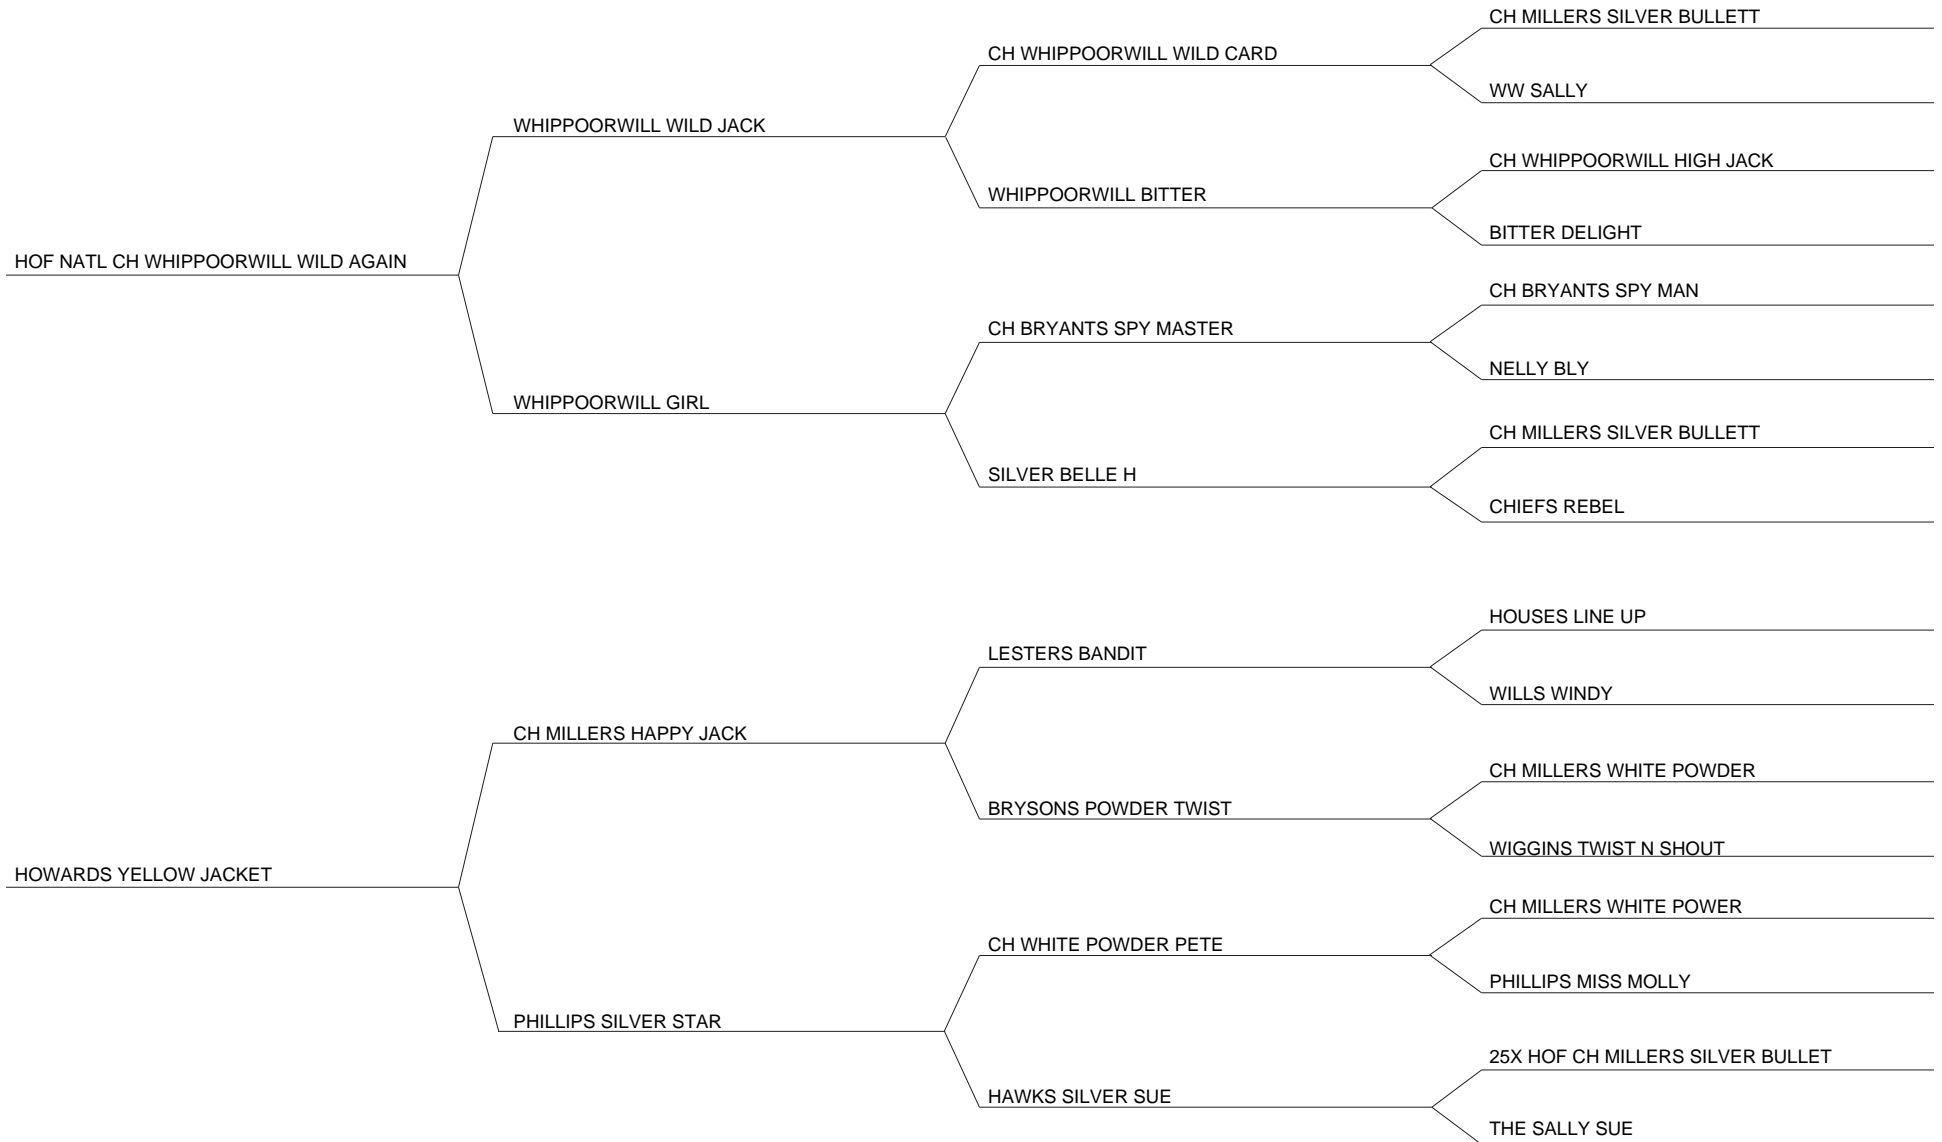 CH MILLERS SILVER BULLETT
CH WHIPPOORWILL WILD CARD
WW SALLY
WHIPPOORWILL WILD JACK
CH WHIPPOORWILL HIGH JACK
WHIPPOORWILL BITTER
BITTER DELIGHT
HOF NATL CH WHIPPOORWILL WILD AGAIN
CH BRYANTS SPY MAN
CH BRYANTS SPY MASTER
NELLY BLY
WHIPPOORWILL GIRL
CH MILLERS SILVER BULLETT
SILVER BELLE H
CHIEFS REBEL
HOUSES LINE UP
LESTERS BANDIT
WILLS WINDY
CH MILLERS HAPPY JACK
CH MILLERS WHITE POWDER
BRYSONS POWDER TWIST
WIGGINS TWIST N SHOUT
HOWARDS YELLOW JACKET
CH MILLERS WHITE POWER
CH WHITE POWDER PETE
PHILLIPS MISS MOLLY
PHILLIPS SILVER STAR
25X HOF CH MILLERS SILVER BULLET
HAWKS SILVER SUE
THE SALLY SUE